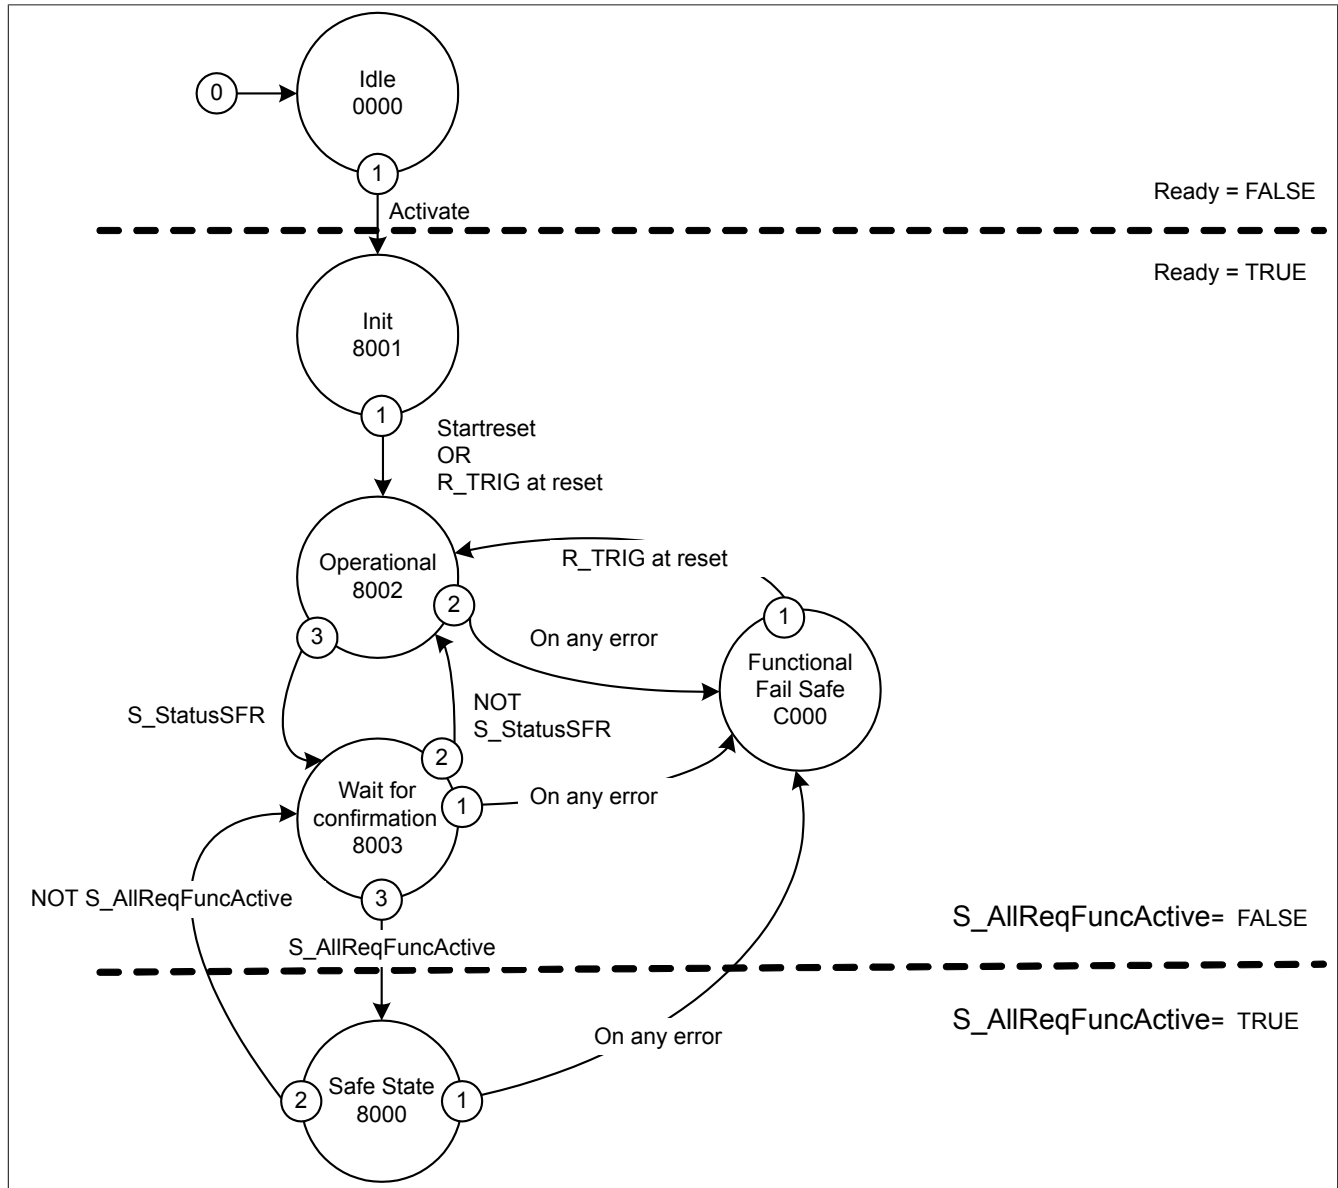 Idle
0000
0
1
Activate
Ready = FALSE
Ready = TRUE
Init
8001
1
Startreset
OR
R_TRIG at reset
Operational
8002
2
3
R_TRIG at reset
1
On any error
Functional
Fail Safe
C000
S_StatusSFR
NOT
S_StatusSFR
2
Wait for
confirmation
8003
1
On any error
3
NOT S_AllReqFuncActive
S_AllReqFuncActive
S_AllReqFuncActive= FALSE
S_AllReqFuncActive= TRUE
On any error
Safe State
8000
2
1